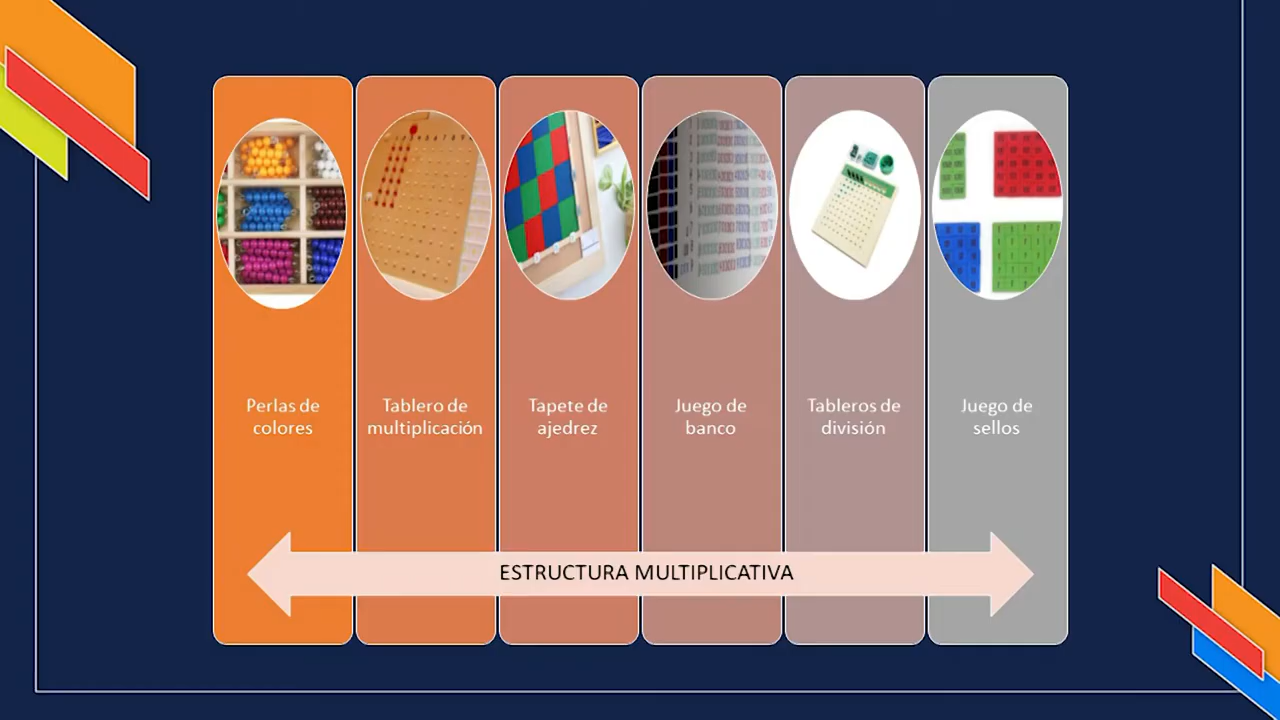 Perlas de
colores
Tablero de
multiplicación
Tapete de
ajedrez
Juego de
banco
Tableros de
división
Juego de
sellos
ESTRUCTURA MULTIPLICATIVA